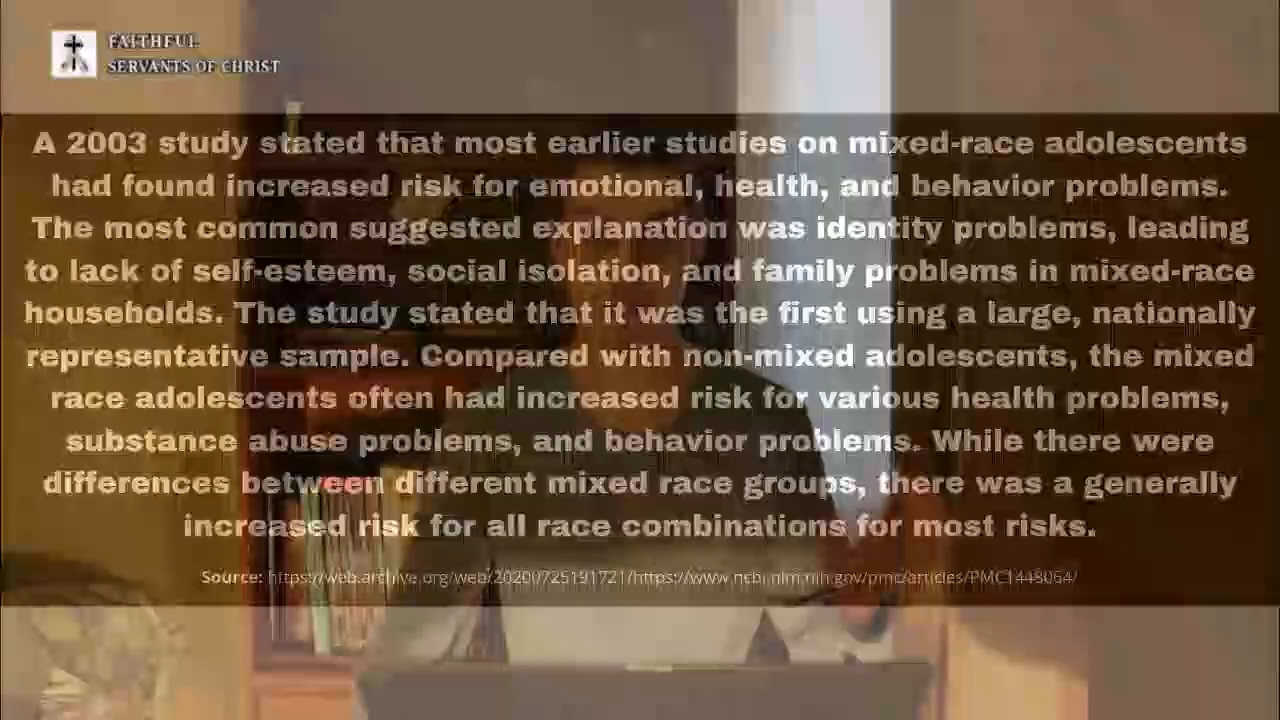 FAITHFUL
SERVANTS OF CHRIST
A 2003 study stated that most earlier studies on mixed-race adolescents
had found increased risk for emotional, health, and behavior problems.
The most common suggested explanation was identity problems, leading
to lack of self-esteem, social isolation, and family problems in mixed-race
households. The study stated that it was the first using a large, nationally
representative sample. Compared with non-mixed adolescents, the mixed
race adolescents often had increased risk for various health problems,
substance abuse problems, and behavior problems. While there were
differences between different mixed race groups, there was a generally
increased risk for all race combinations for most risks.
Source: https://web.archive.org/web/20200725191721/https://www.ncbi.nlm.nih.gov/pmc/articles/PMC1448064/